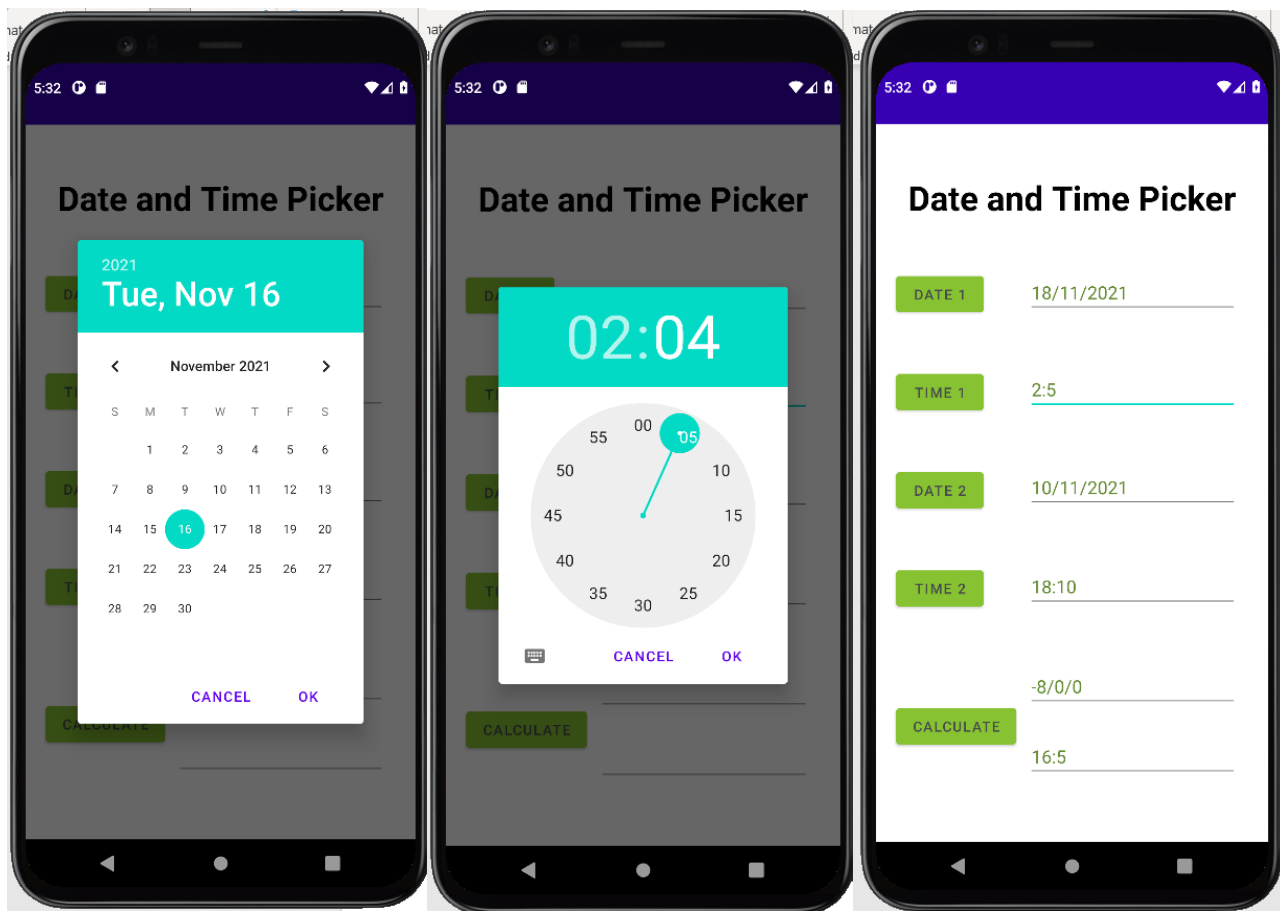 mat
d
5:32
Date and Time Picker
2021
Tue, Nov 16
November 2021
S M T W T F S
1 2 3 4 5 6
7 8 9 10 11 12 13
14 15 16 17 18 19 20
21 22 23 24 25 26 27
28 29 30
CANCEL OK
CALCULATE
mat
d
5:32
Date and Time Picker
02:04
00
05
10
15
20
25
30
35
40
45
50
55
CANCEL OK
CALCULATE
mat
d
5:32
Date and Time Picker
DATE 1 18/11/2021
TIME 1 2:5
DATE 2 10/11/2021
TIME 2 18:10
-8/0/0
CALCULATE
16:5